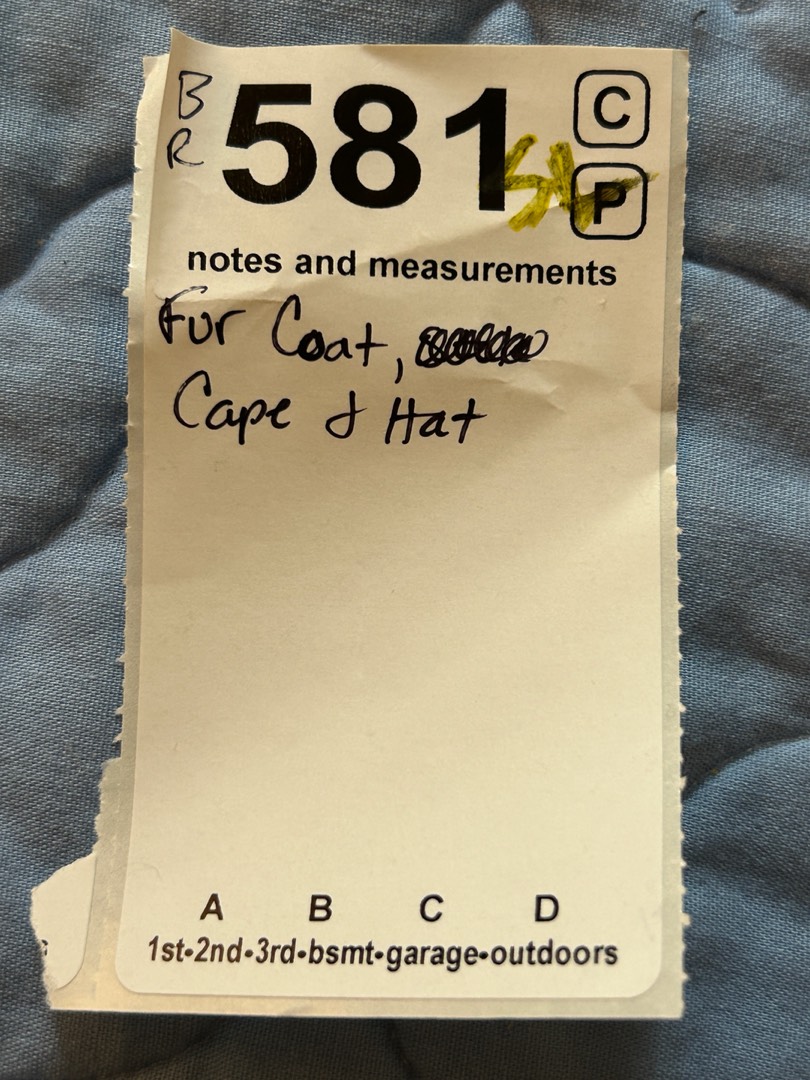 B
R
581
C
P
notes and measurements
Fur Coat,
Cape & Hat
A B C D
1st•2nd•3rd•bsmt•garage•outdoors